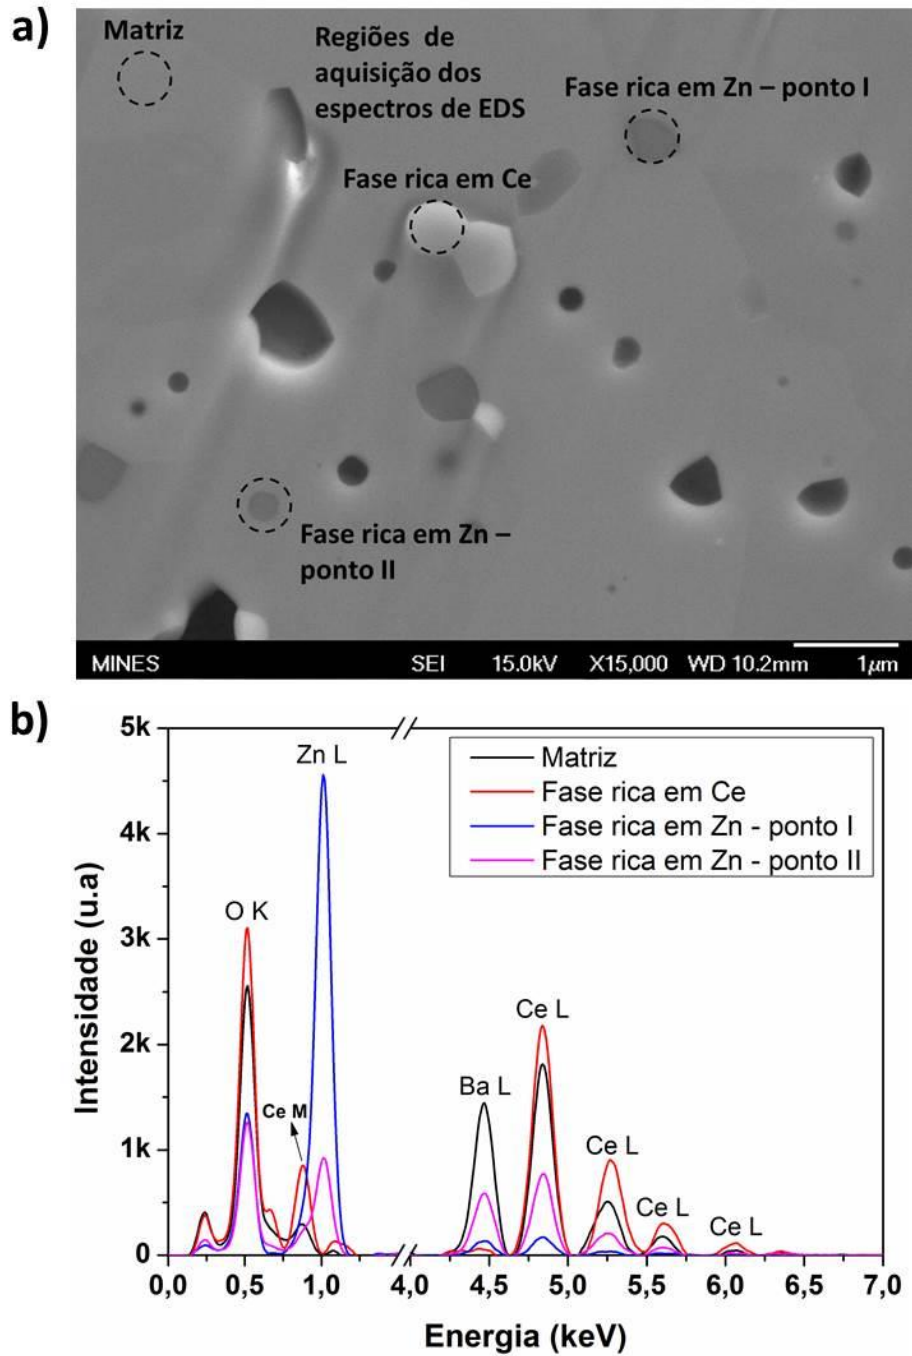 a)
Matriz
Regiões de
aquisição dos
espectros de EDS
Fase rica em Zn – ponto I
Fase rica em Ce
Fase rica em Zn –
ponto II
MINES SEI 15.0kV X15,000 WD 10.2mm 1µm
b)
5k
4k
3k
2k
1k
0
Intensidade (u.a)
Zn L
O K
Ce M
Ba L
Ce L
Ce L
Ce L
Ce L
Matriz
Fase rica em Ce
Fase rica em Zn - ponto I
Fase rica em Zn - ponto II
0,0 0,5 1,0 4,0 4,5 5,0 5,5 6,0 6,5 7,0
Energia (keV)